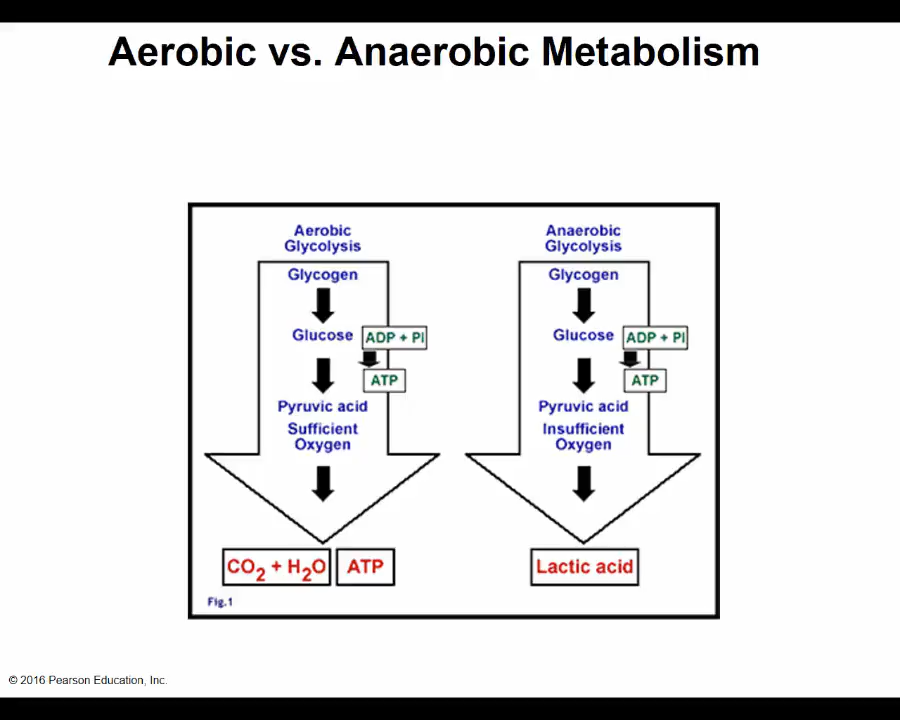 Aerobic vs. Anaerobic Metabolism
Aerobic
Glycolysis
Glycogen
Glucose
ADP + PI
ATP
Pyruvic acid
Sufficient
Oxygen
CO2 + H2O
ATP
Anaerobic
Glycolysis
Glycogen
Glucose
ADP + PI
ATP
Pyruvic acid
Insufficient
Oxygen
Lactic acid
Fig.1
© 2016 Pearson Education, Inc.